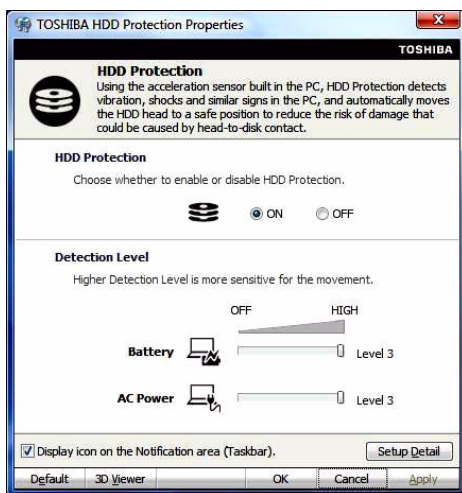 TOSHIBA HDD Protection Properties
TOSHIBA
HDD Protection
Using the acceleration sensor built in the PC, HDD Protection detects
vibration, shocks and similar signs in the PC, and automatically moves
the HDD head to a safe position to reduce the risk of damage that
could be caused by head-to-disk contact.
HDD Protection
Choose whether to enable or disable HDD Protection.
ON OFF
Detection Level
Higher Detection Level is more sensitive for the movement.
OFF HIGH
Battery Level 3
AC Power Level 3
Display icon on the Notification area (Taskbar). Setup Detail
Default 3D Viewer OK Cancel Apply